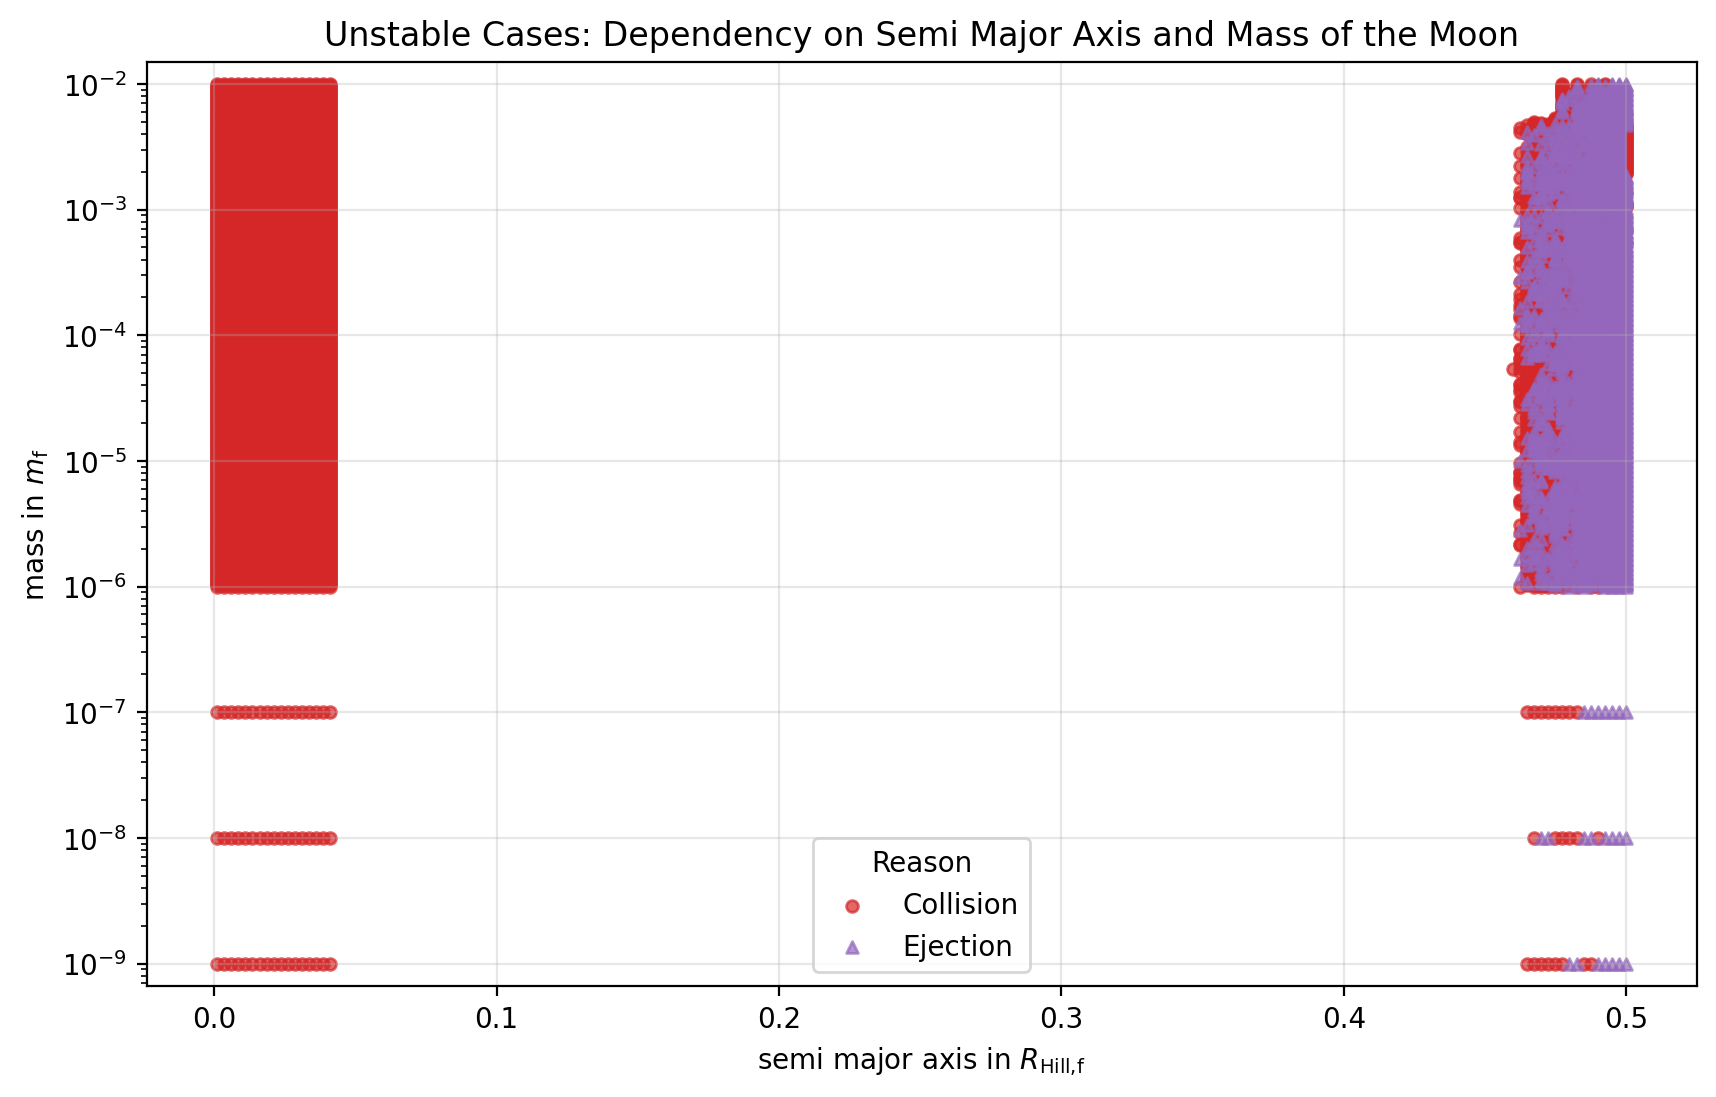 Unstable Cases: Dependency on Semi Major Axis and Mass of the Moon
mass in m_f
10⁻²
10⁻³
10⁻⁴
10⁻⁵
10⁻⁶
10⁻⁷
10⁻⁸
10⁻⁹
Reason
Collision
Ejection
0.0 0.1 0.2 0.3 0.4 0.5
semi major axis in R_Hill,f